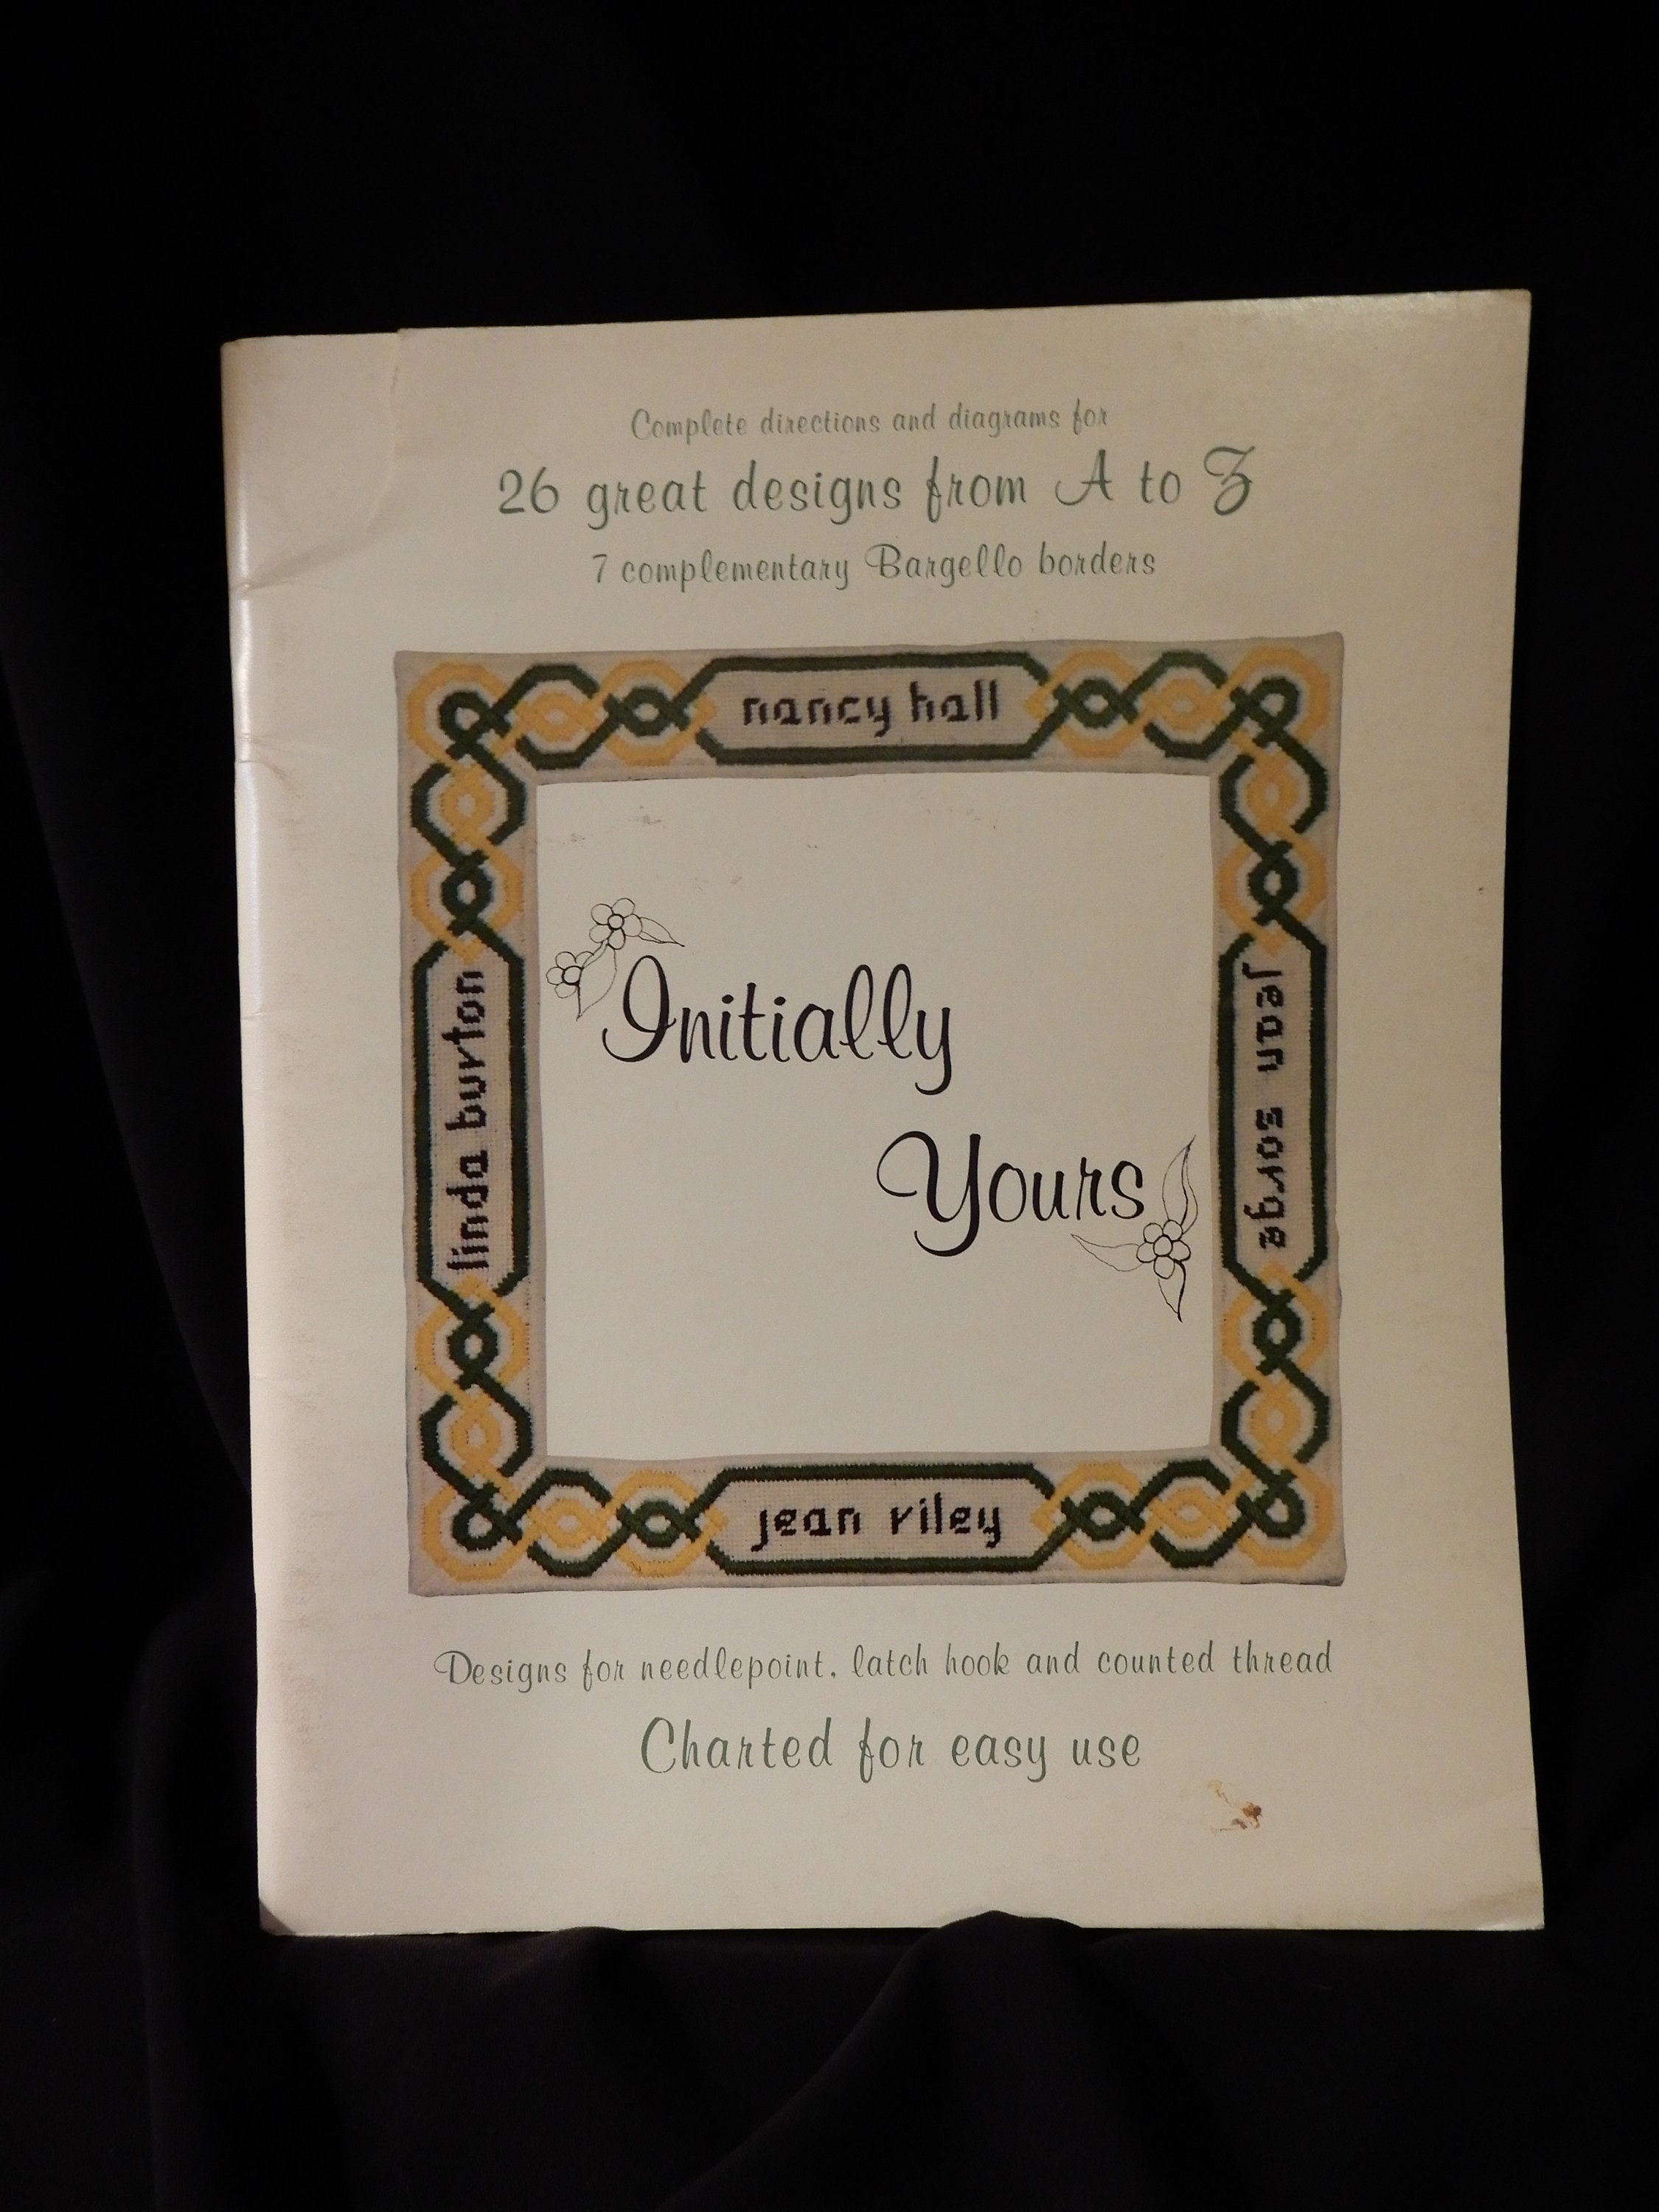 Complete directions and diagrams for
26 great designs from A to Z
7 complementary Bargello borders
nancy hall
linda burton
jean sorge
Initially
Yours
jean riley
Designs for needlepoint, latch hook and counted thread
Charted for easy use